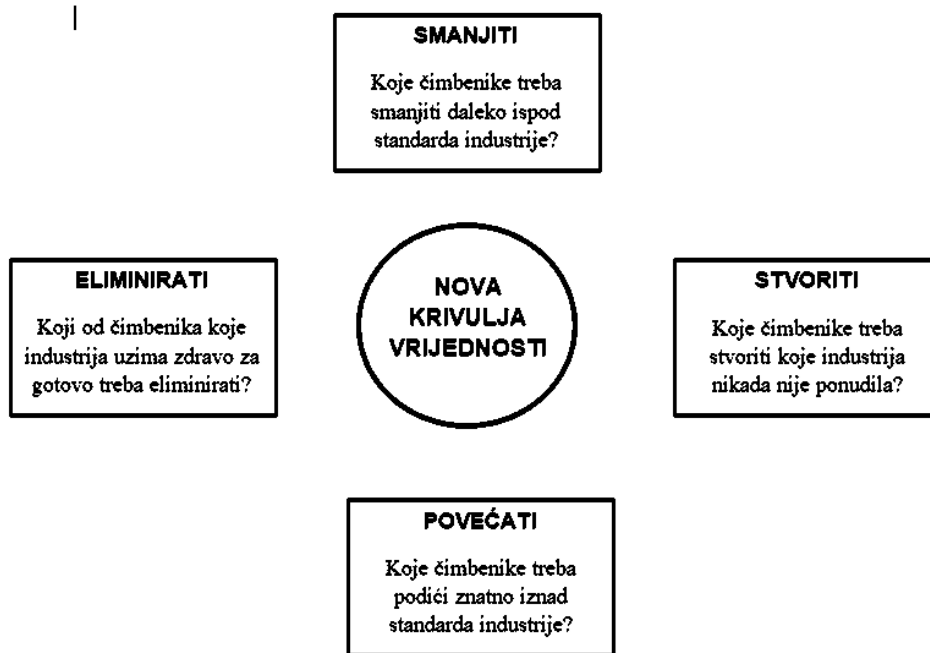 SMANJITI
Koje čimbenike treba
smanjiti daleko ispod
standarda industrije?
ELIMINIRATI
Koji od čimbenika koje
industrija uzima zdravo za
gotovo treba eliminirati?
NOVA
KRIVULJA
VRIJEDNOSTI
STVORITI
Koje čimbenike treba
stvoriti koje industrija
nikada nije ponudila?
POVEĆATI
Koje čimbenike treba
podići znatno iznad
standarda industrije?